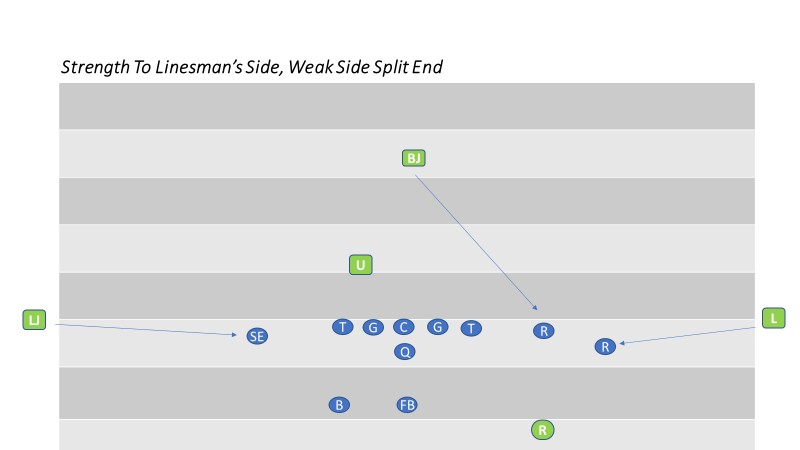 Strength To Linesman's Side, Weak Side Split End
BJ
U
LJ
L
SE
T G C G T R
R
Q
B FB
R